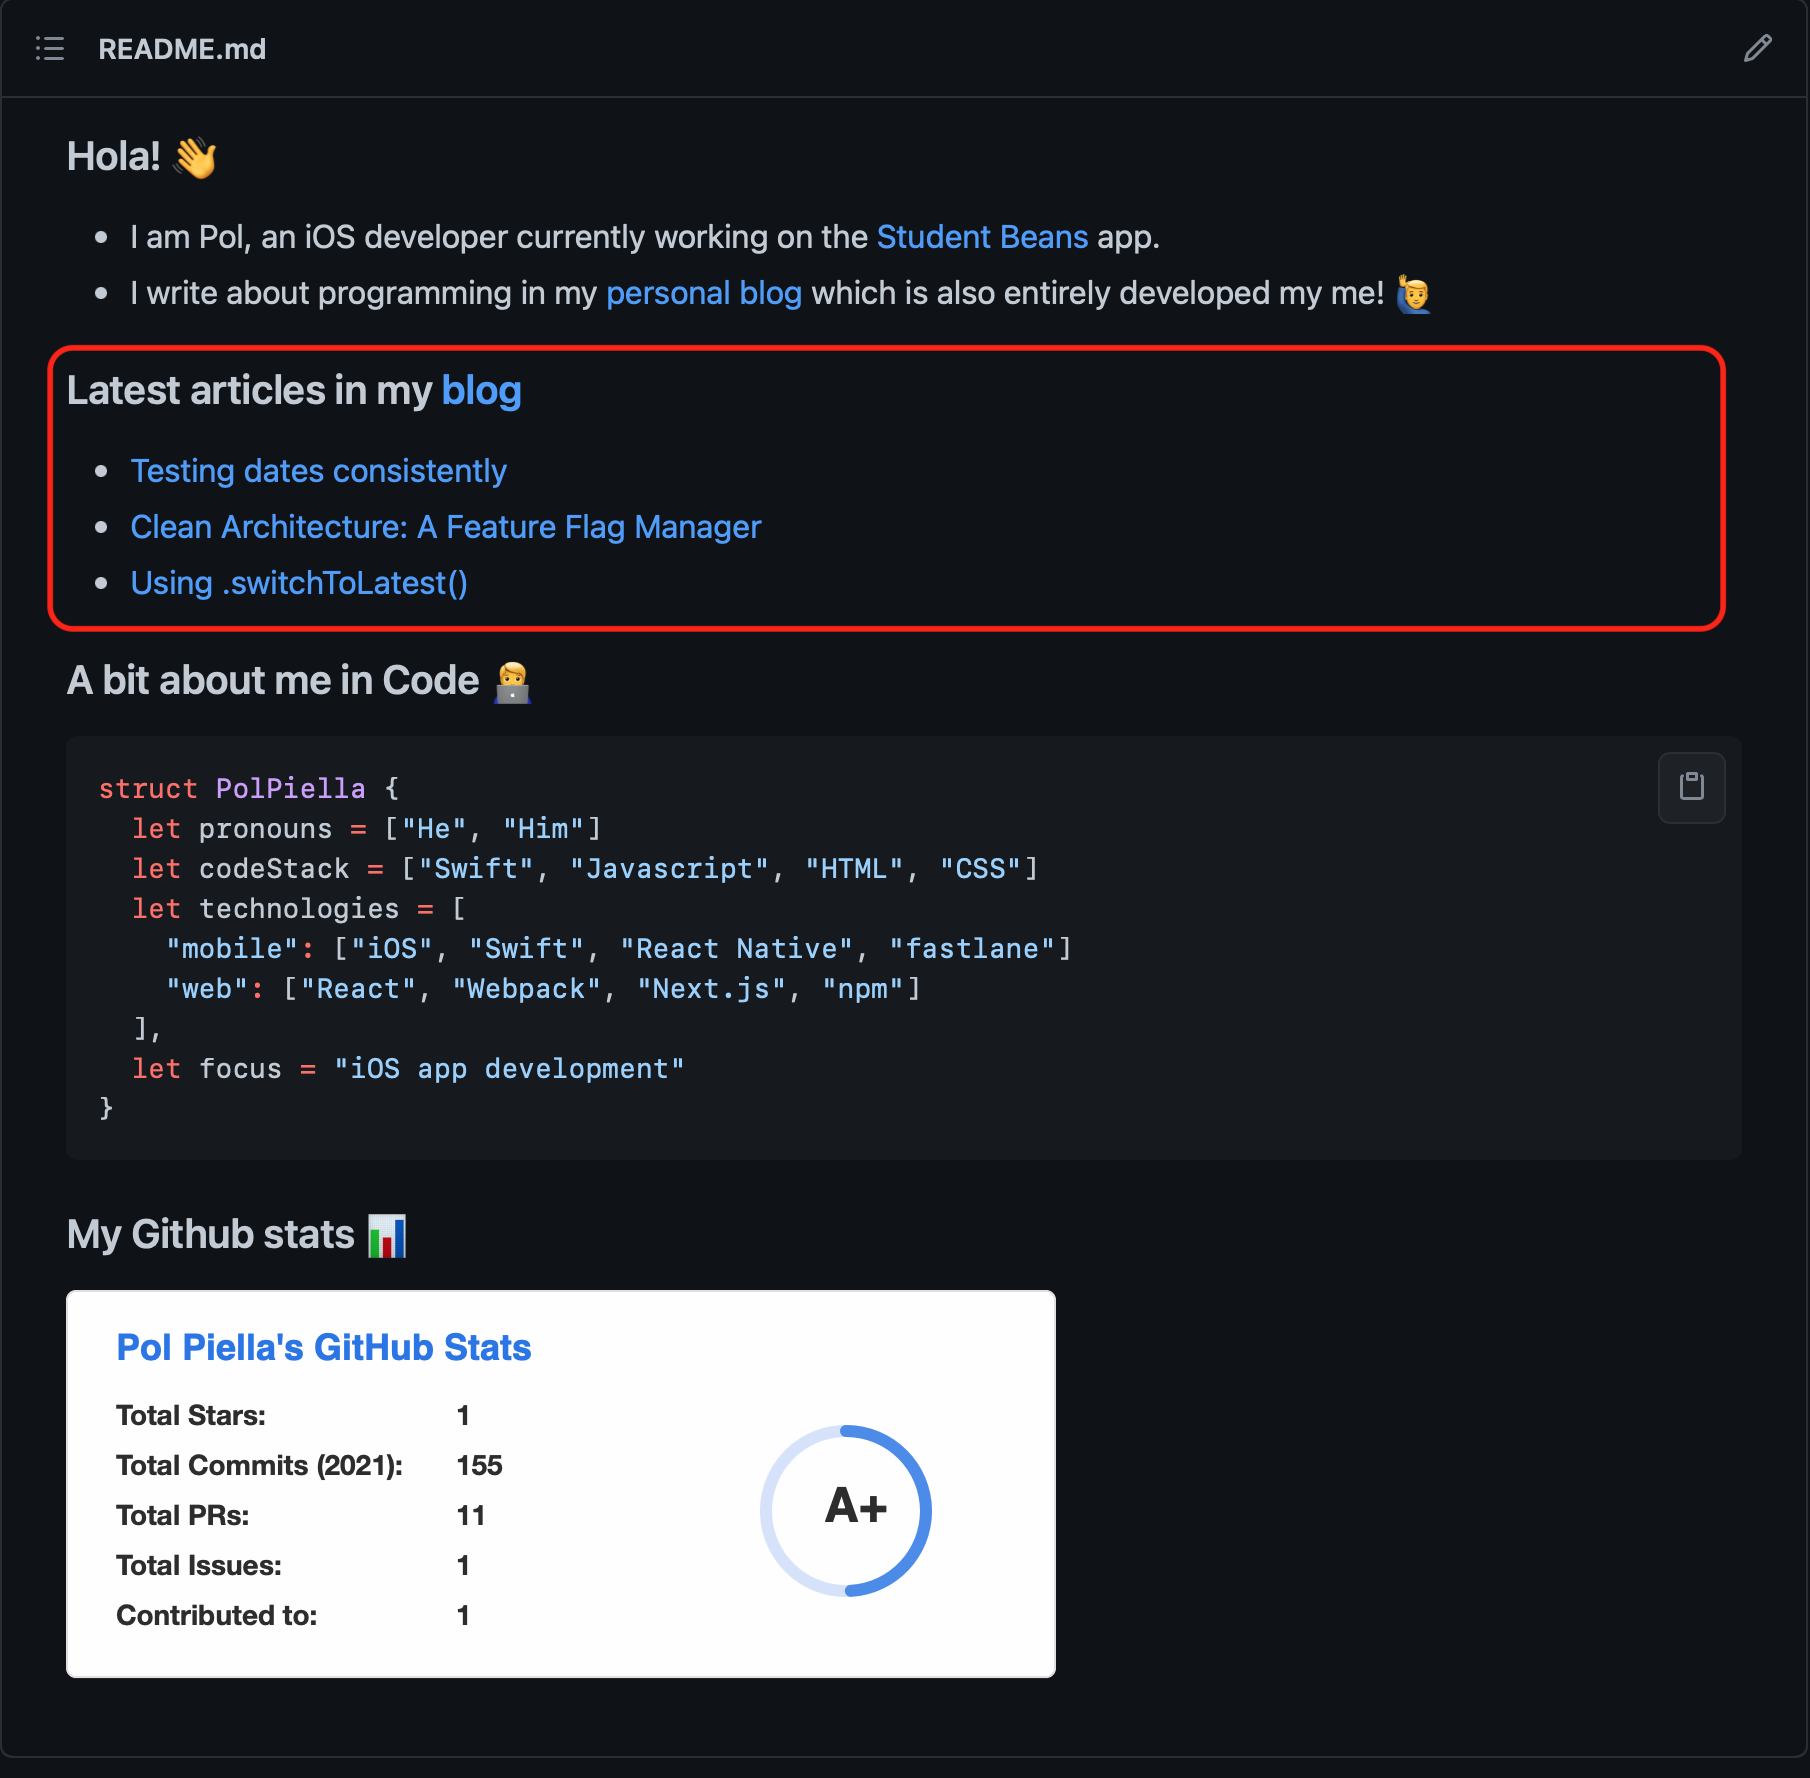 README.md
Hola! 👋
I am Pol, an iOS developer currently working on the Student Beans app.
I write about programming in my personal blog which is also entirely developed my me! 🙋‍♂️
Latest articles in my blog
Testing dates consistently
Clean Architecture: A Feature Flag Manager
Using .switchToLatest()
A bit about me in Code 👨‍💻
struct PolPiella {
  let pronouns = ["He", "Him"]
  let codeStack = ["Swift", "Javascript", "HTML", "CSS"]
  let technologies = [
    "mobile": ["iOS", "Swift", "React Native", "fastlane"]
    "web": ["React", "Webpack", "Next.js", "npm"]
  ],
  let focus = "iOS app development"
}
My Github stats 📊
Pol Piella's GitHub Stats
Total Stars: 1
Total Commits (2021): 155
Total PRs: 11
Total Issues: 1
Contributed to: 1
A+